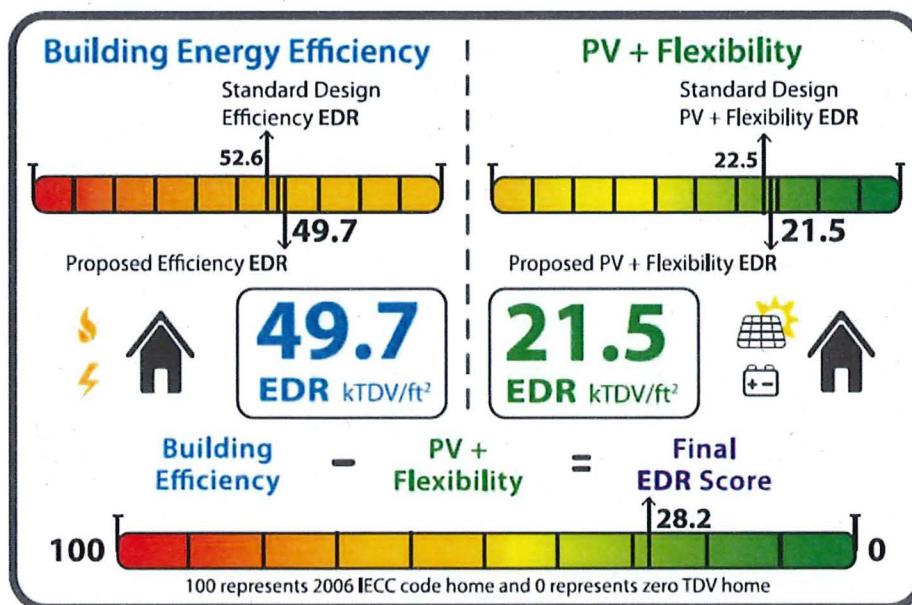 Building Energy Efficiency
Standard Design
Efficiency EDR
52.6
49.7
Proposed Efficiency EDR
49.7
EDR kTDV/ft²
PV + Flexibility
Standard Design
PV + Flexibility EDR
22.5
21.5
Proposed PV + Flexibility EDR
21.5
EDR kTDV/ft²
+ -
Building
Efficiency
-
PV +
Flexibility
=
Final
EDR Score
28.2
100
0
100 represents 2006 IECC code home and 0 represents zero TDV home